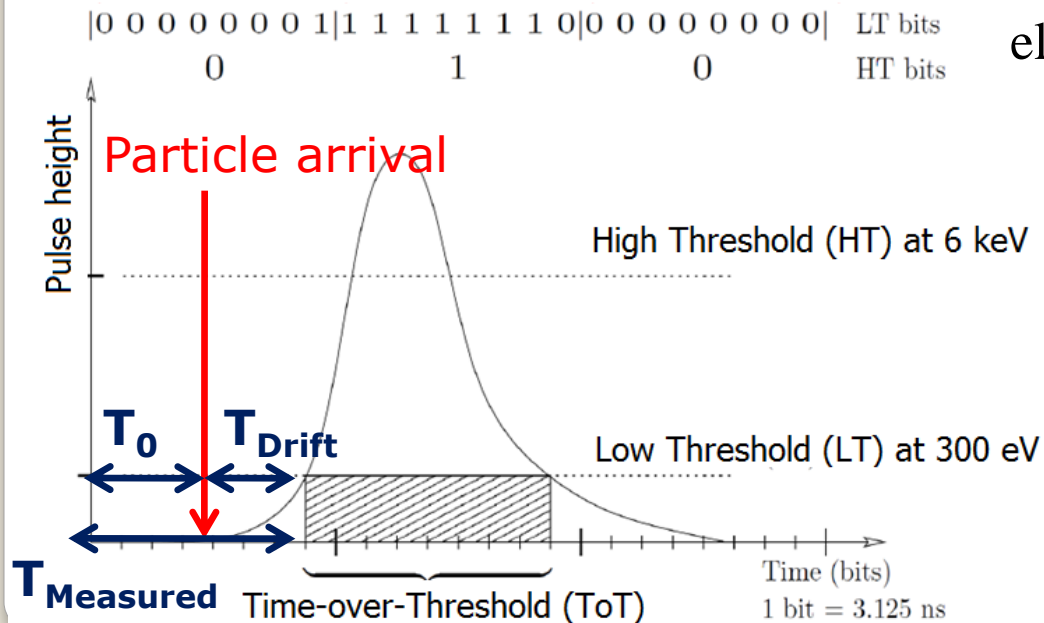 |0 0 0 0 0 0 0 1|1 1 1 1 1 1 1 0|0 0 0 0 0 0 0 0| LT bits
el
0 1 0 HT bits
Pulse height
Particle arrival
High Threshold (HT) at 6 keV
T0 TDrift
Low Threshold (LT) at 300 eV
TMeasured
Time (bits)
Time-over-Threshold (ToT)
1 bit = 3.125 ns